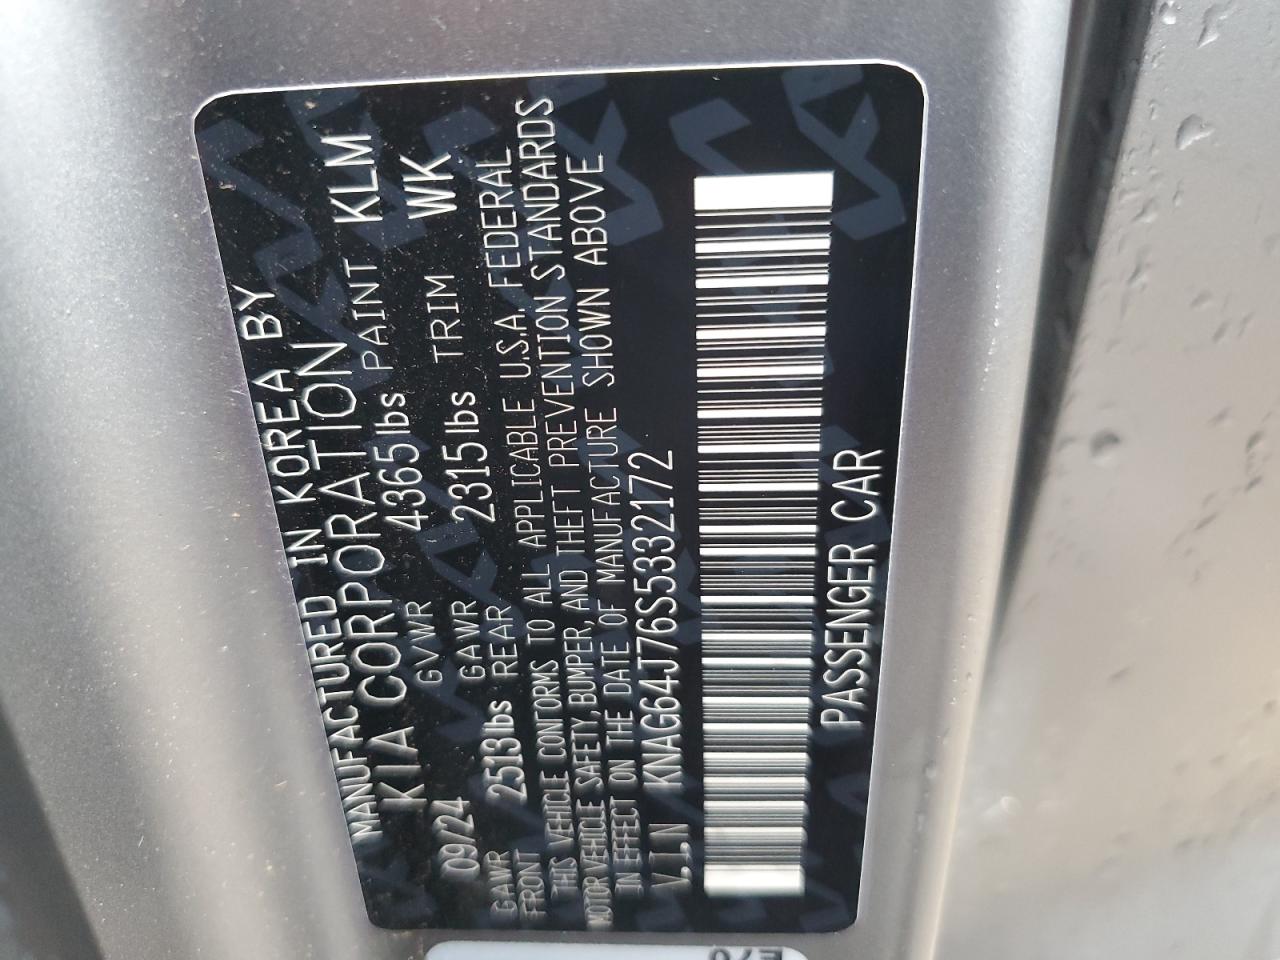 MANUFACTURED IN KOREA BY
KIA CORPORATION
09/24 GVWR 4365lbs PAINT KLM
GAWR FRONT 2513lbs GAWR REAR 2315lbs TRIM WK
THIS VEHICLE CONFORMS TO ALL APPLICABLE U.S.A. FEDERAL
MOTOR VEHICLE SAFETY, BUMPER, AND THEFT PREVENTION STANDARDS
IN EFFECT ON THE DATE OF MANUFACTURE SHOWN ABOVE
V.I.N KNAG64J76S5332172
PASSENGER CAR